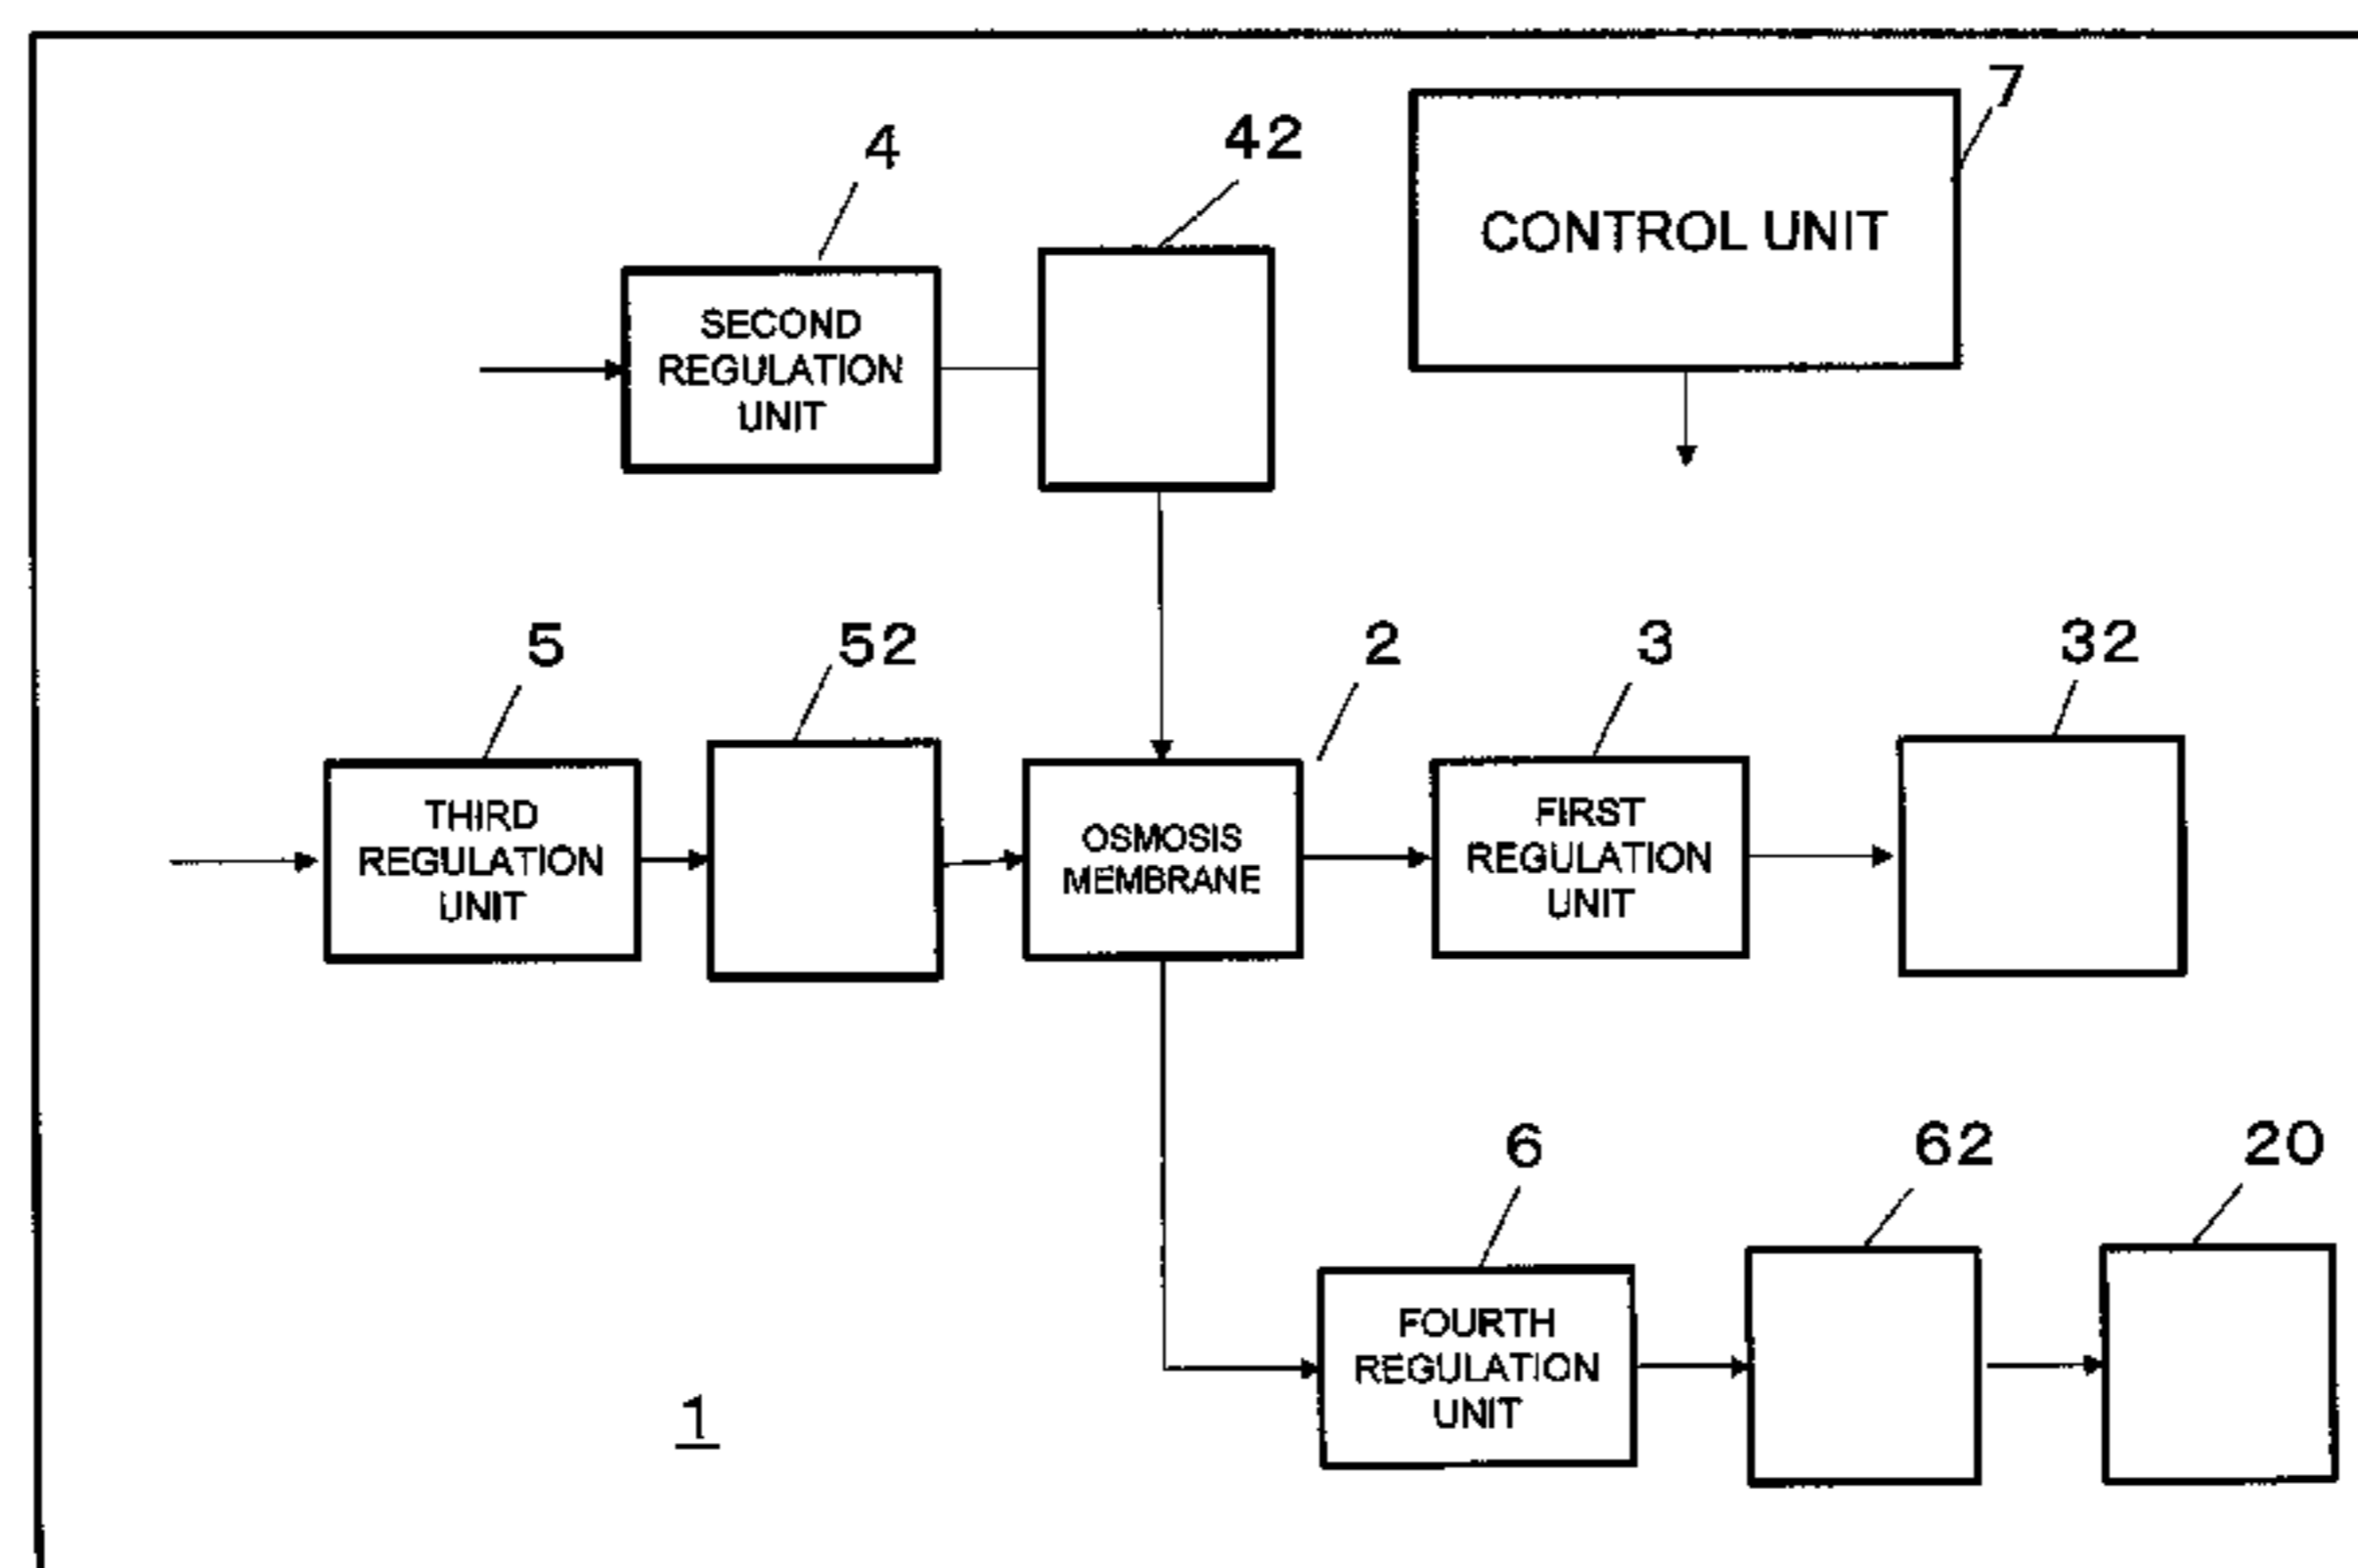 7
4
42
CONTROL UNIT
SECOND
REGULATION
UNIT
5
52
2
3
32
THIRD
REGULATION
UNIT
OSMOSIS
MEMBRANE
FIRST
REGULATION
UNIT
6
62
20
FOURTH
REGULATION
UNIT
1